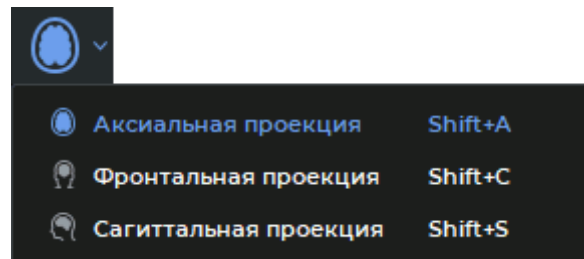 Аксиальная проекция Shift+A
Фронтальная проекция Shift+C
Сагиттальная проекция Shift+S